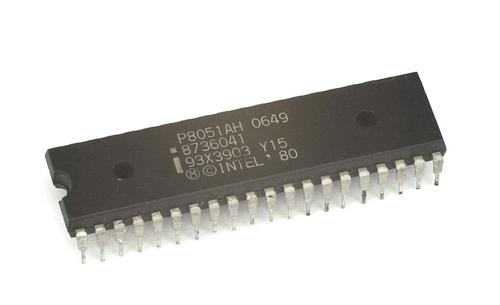 P8051AH 0649
8736041
i 93X3903 Y15
Ⓜ ©INTEL '80